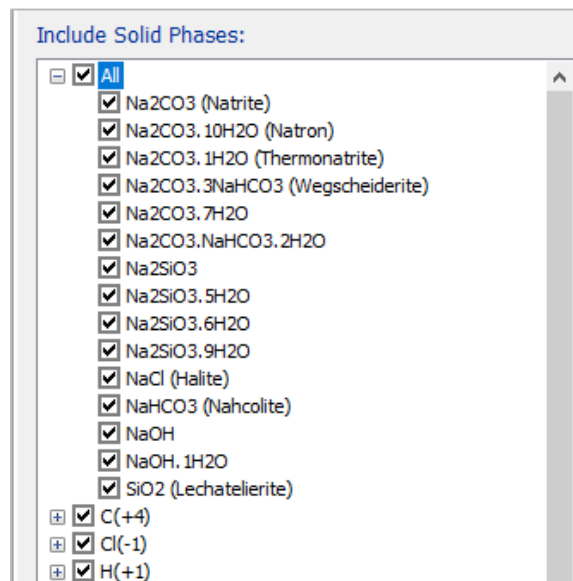 Include Solid Phases:
All
Na2CO3 (Natrite)
Na2CO3.10H2O (Natron)
Na2CO3.1H2O (Thermonatrite)
Na2CO3.3NaHCO3 (Wegscheiderite)
Na2CO3.7H2O
Na2CO3.NaHCO3.2H2O
Na2SiO3
Na2SiO3.5H2O
Na2SiO3.6H2O
Na2SiO3.9H2O
NaCl (Halite)
NaHCO3 (Nahcolite)
NaOH
NaOH.1H2O
SiO2 (Lechatelierite)
C(+4)
Cl(-1)
H(+1)